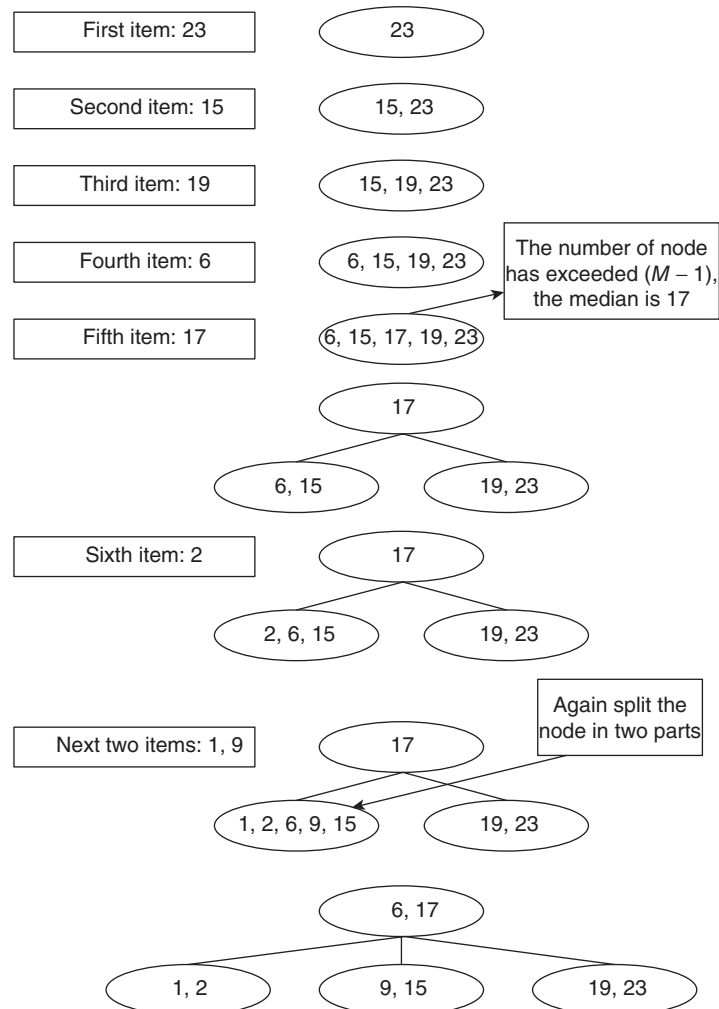 First item: 23
23
Second item: 15
15, 23
Third item: 19
15, 19, 23
Fourth item: 6
6, 15, 19, 23
The number of node
has exceeded (M – 1),
the median is 17
Fifth item: 17
6, 15, 17, 19, 23
17
6, 15
19, 23
Sixth item: 2
17
2, 6, 15
19, 23
Again split the
node in two parts
Next two items: 1, 9
17
1, 2, 6, 9, 15
19, 23
6, 17
1, 2
9, 15
19, 23